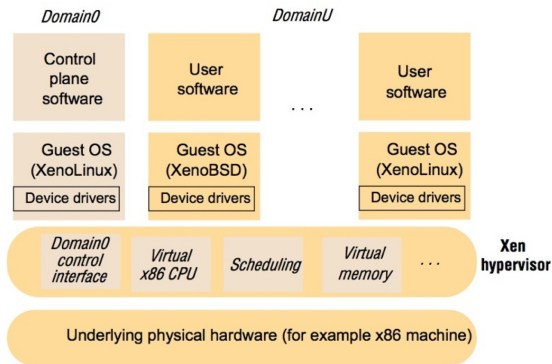 Domain0
DomainU
Control
plane
software
User
software
. . .
User
software
Guest OS
(XenoLinux)
Device drivers
Guest OS
(XenoBSD)
Device drivers
Guest OS
(XenoLinux)
Device drivers
Domain0
control
interface
Virtual
x86 CPU
Scheduling
Virtual
memory
. . .
Xen
hypervisor
Underlying physical hardware (for example x86 machine)